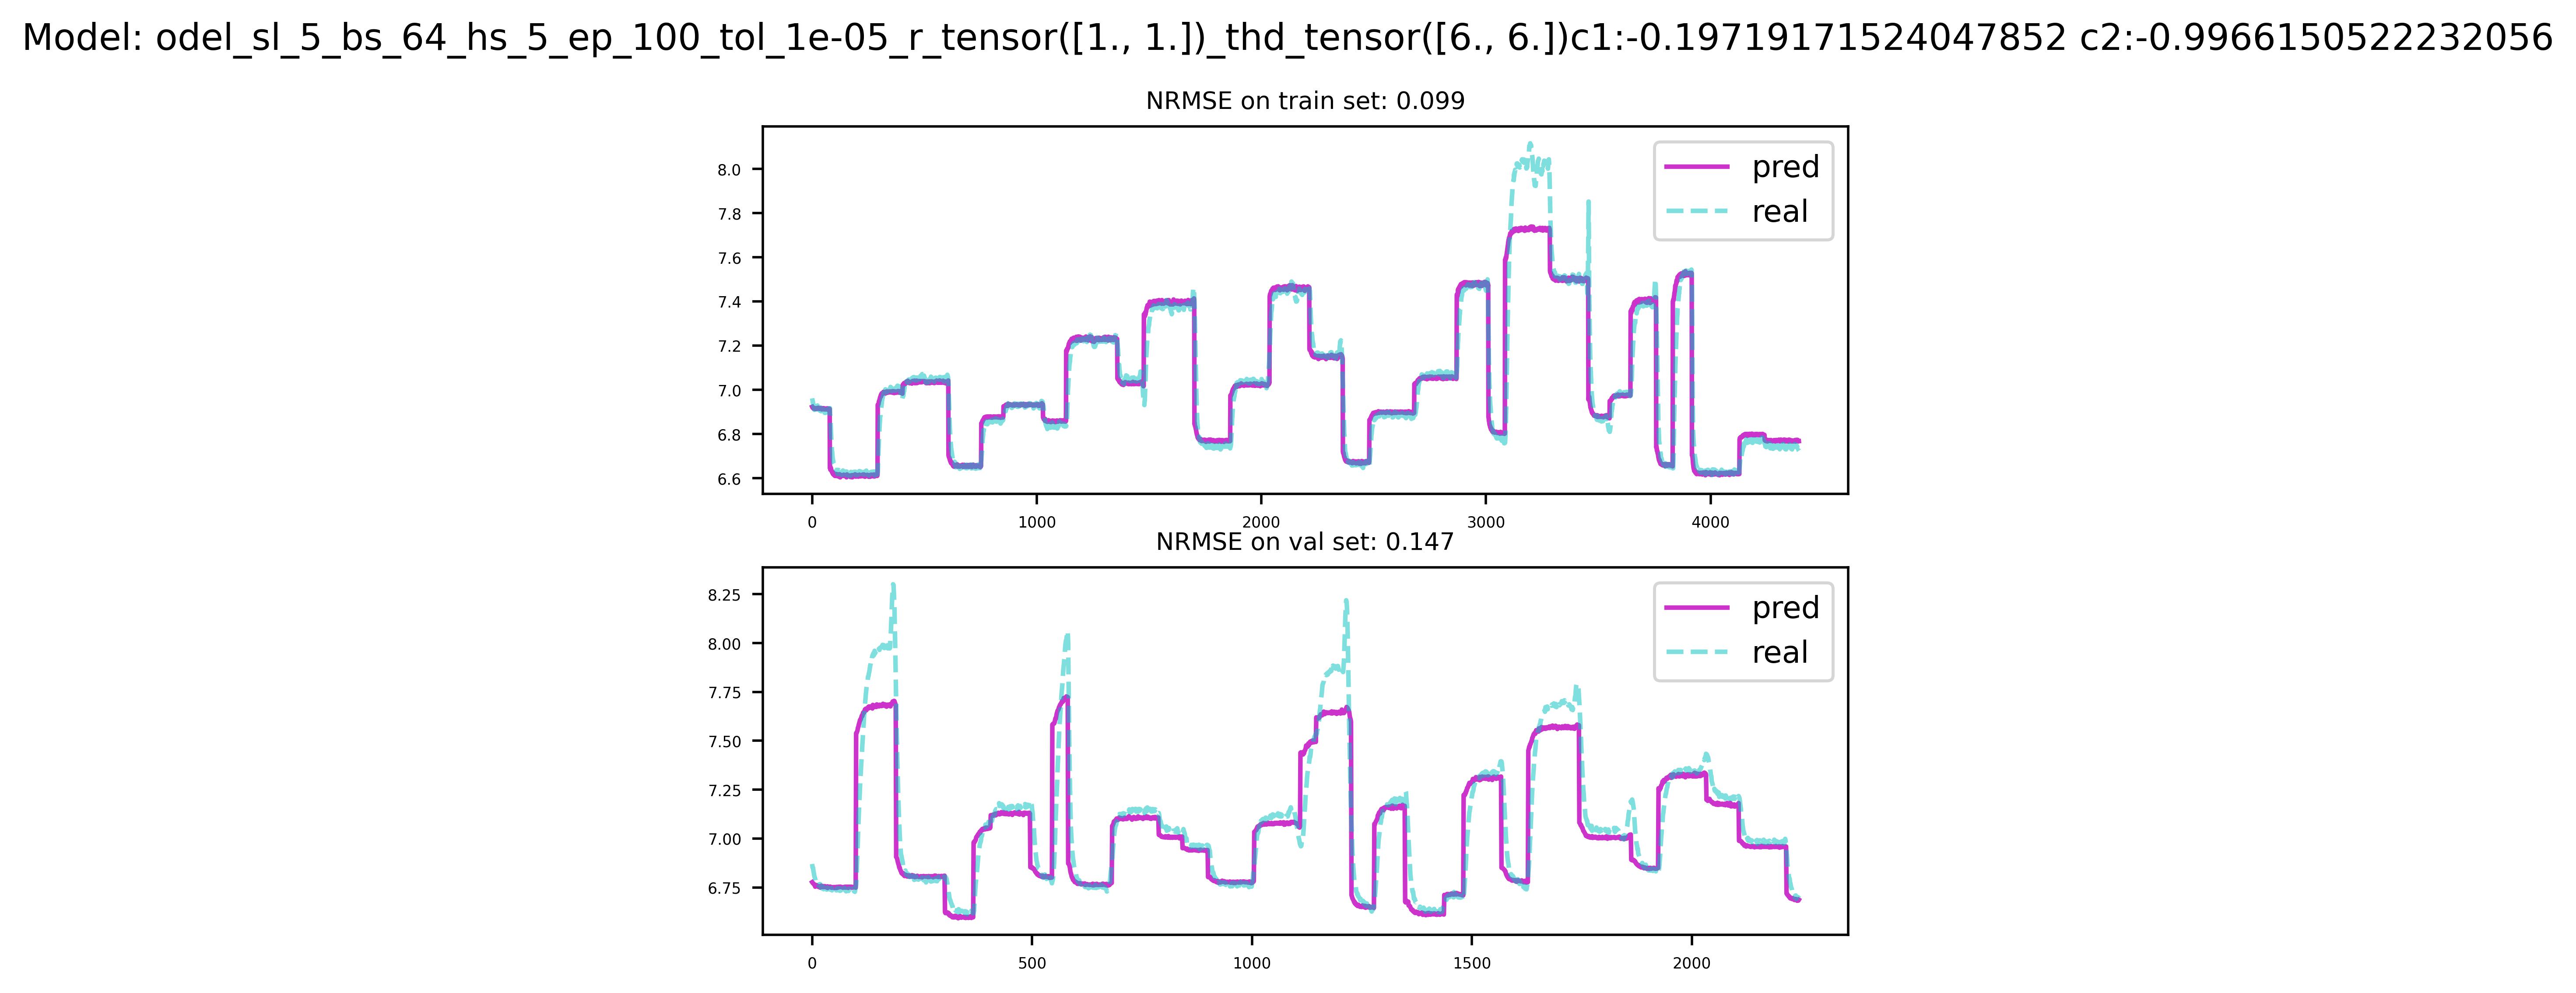 Model: odel_sl_5_bs_64_hs_5_ep_100_tol_1e-05_r_tensor([1., 1.])_thd_tensor([6., 6.])c1:-0.19719171524047852 c2:-0.9966150522232056
NRMSE on train set: 0.099
pred
real
8.0
7.8
7.6
7.4
7.2
7.0
6.8
6.6
0 1000 2000 3000 4000
NRMSE on val set: 0.147
pred
real
8.25
8.00
7.75
7.50
7.25
7.00
6.75
0 500 1000 1500 2000